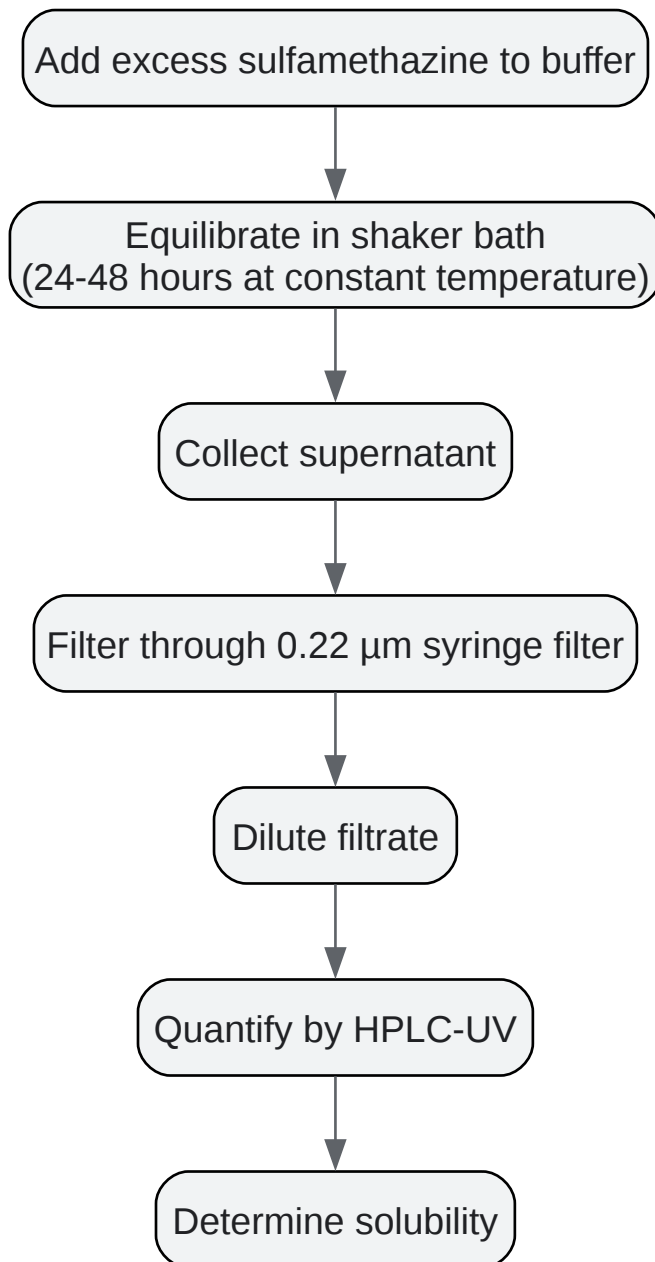 Add excess sulfamethazine to buffer
Equilibrate in shaker bath
(24-48 hours at constant temperature)
Collect supernatant
Filter through 0.22 µm syringe filter
Dilute filtrate
Quantify by HPLC-UV
Determine solubility